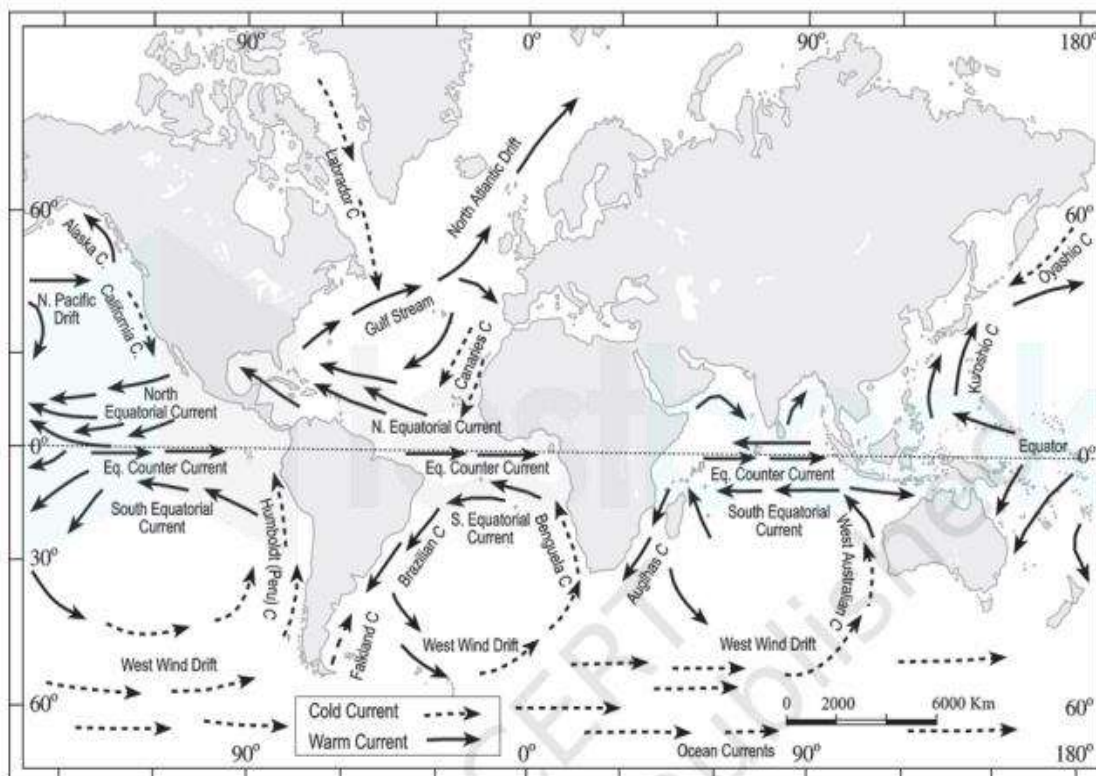 90°
0°
90°
180°
Labrador C
North Atlantic Drift
60°
60°
Alaska C.
Oyashio C
N. Pacific
Drift
California C.
Gulf Stream
Canaries C
Kuroshio C
North
Equatorial Current
N. Equatorial Current
Equator
0°
0°
Eq. Counter Current
Eq. Counter Current
Eq. Counter Current
South Equatorial
Current
Humboldt (Peru) C
S. Equatorial
Current
Brazilian C
Benguela C
South Equatorial
Current
West Australian C
Auglhas C
30°
West Wind Drift
Falkland C
West Wind Drift
West Wind Drift
60°
60°
Cold Current
Warm Current
0 2000 6000 Km
Ocean Currents
90°
0°
90°
180°